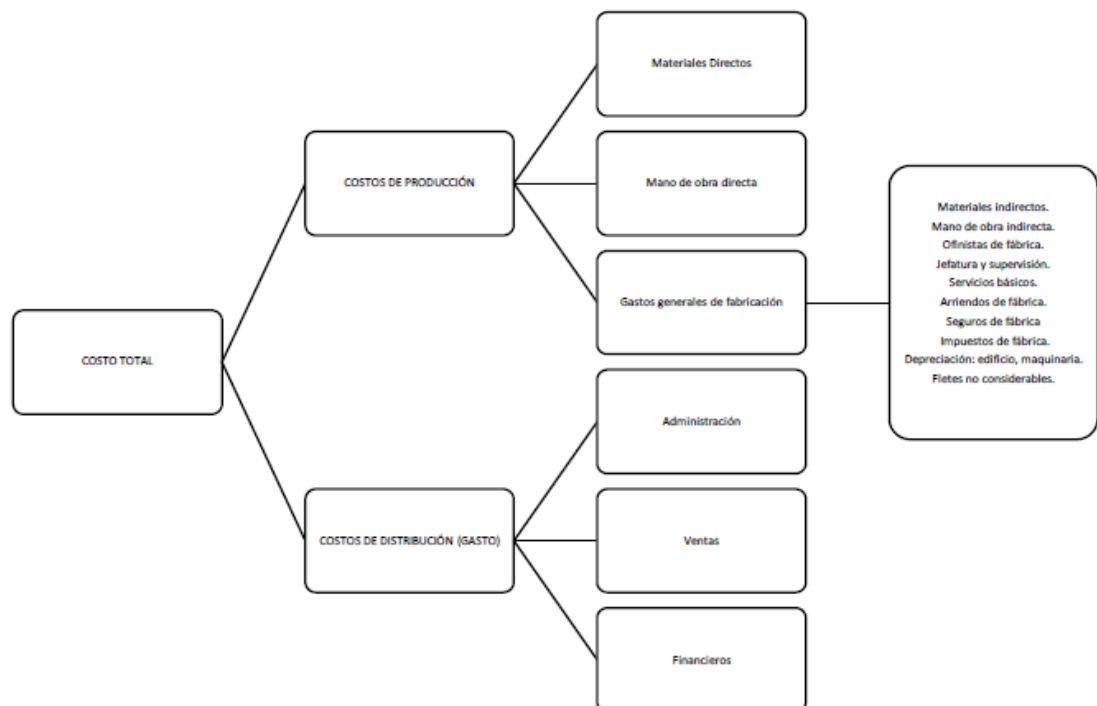 COSTO TOTAL
COSTOS DE PRODUCCIÓN
Materiales Directos
Mano de obra directa
Gastos generales de fabricación
Materiales indirectos.
Mano de obra indirecta.
Ofinistas de fábrica.
Jefatura y supervisión.
Servicios básicos.
Arriendos de fábrica.
Seguros de fábrica
Impuestos de fábrica.
Depreciación: edificio, maquinaria.
Fletes no considerables.
COSTOS DE DISTRIBUCIÓN (GASTO)
Administración
Ventas
Financieros